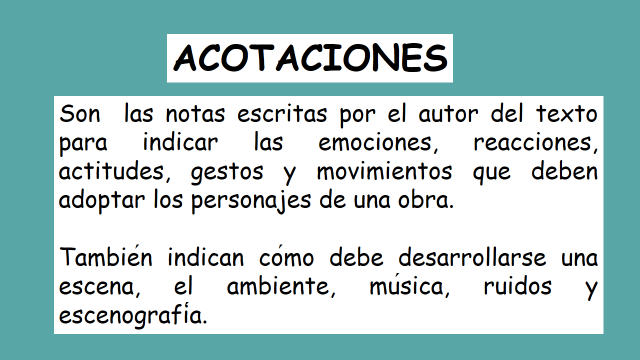 ACOTACIONES
Son las notas escritas por el autor del texto
para indicar las emociones, reacciones,
actitudes, gestos y movimientos que deben
adoptar los personajes de una obra.
También indican cómo debe desarrollarse una
escena, el ambiente, música, ruidos y
escenografía.